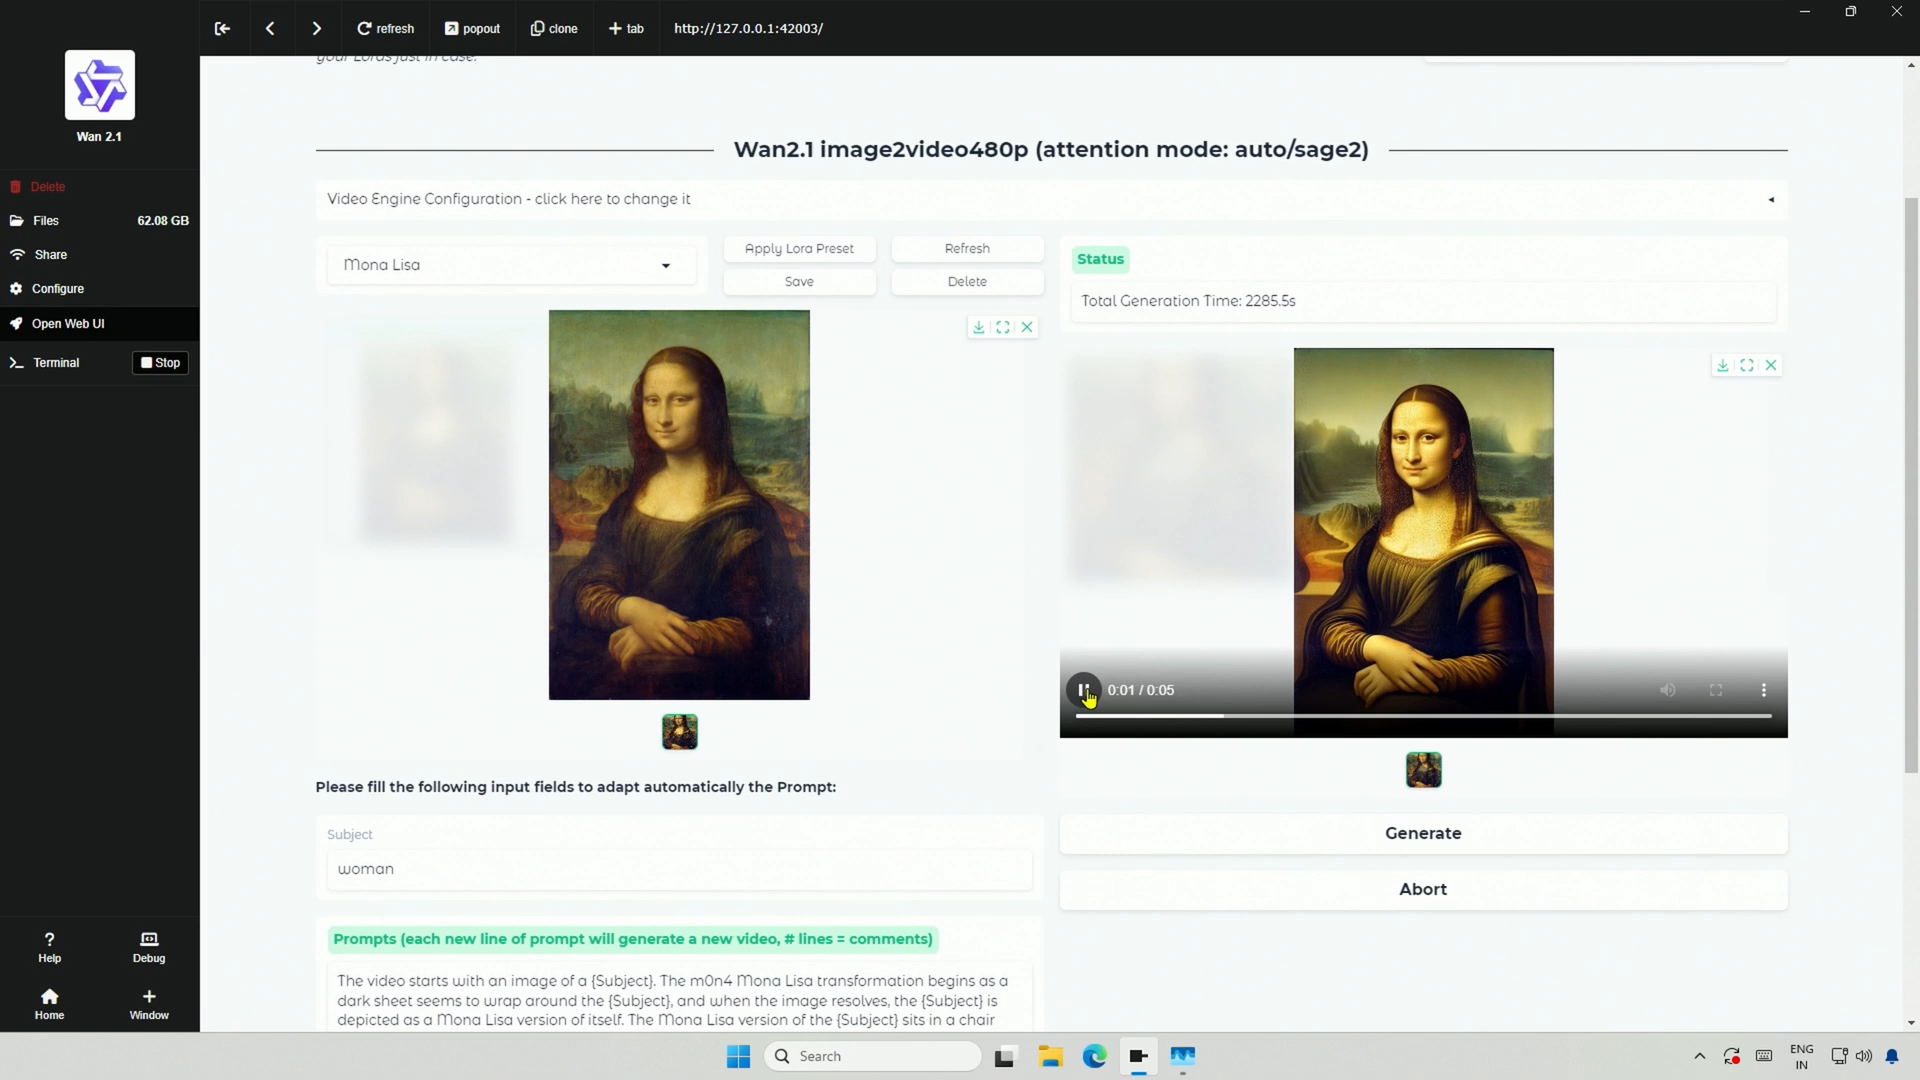 refresh
popout
clone
tab
http://127.0.0.1:42003/
Wan 2.1
Delete
Files 62.08 GB
Share
Configure
Open Web UI
Terminal
Stop
Help
Debug
Home
Window
your Loras just in case.
Wan2.1 image2video480p (attention mode: auto/sage2)
Video Engine Configuration - click here to change it
Mona Lisa
Apply Lora Preset
Refresh
Save
Delete
Status
Total Generation Time: 2285.5s
0:01 / 0:05
Please fill the following input fields to adapt automatically the Prompt:
Subject
woman
Generate
Abort
Prompts (each new line of prompt will generate a new video, # lines = comments)
The video starts with an image of a {Subject}. The m0n4 Mona Lisa transformation begins as a
dark sheet seems to wrap around the {Subject}, and when the image resolves, the {Subject} is
depicted as a Mona Lisa version of itself. The Mona Lisa version of the {Subject} sits in a chair
Search
ENG
IN